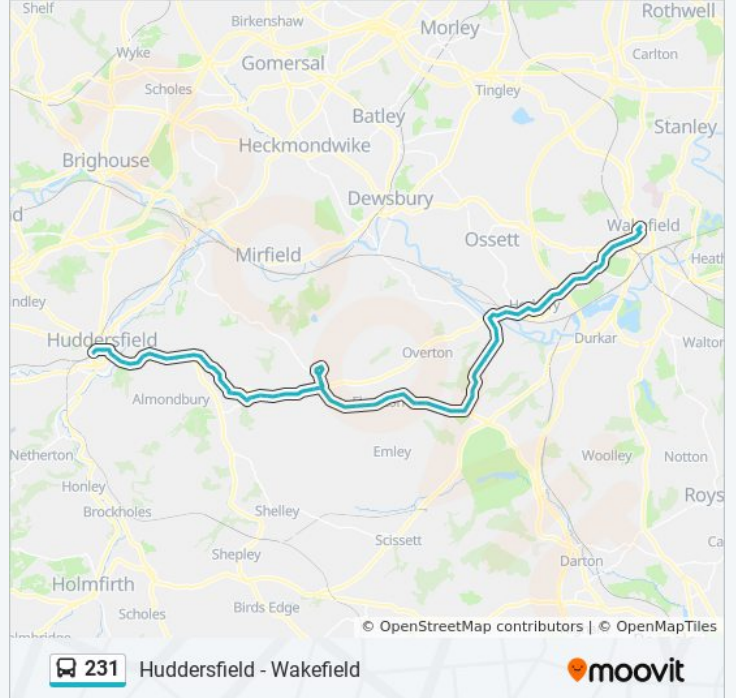 Shelf
Birkenshaw
Rothwell
Morley
Wyke
Gomersal
Carlton
Scholes
Tingley
Batley
Stanley
Heckmondwike
Brighouse
Dewsbury
Ossett
Mirfield
Heath
Huddersfield
Durkar
Walton
Overton
Almondbury
Emley
Netherton
Woolley
Notton
Honley
Roys
Brockholes
Shelley
Scissett
Ca
Shepley
Darton
Holmfirth
Birds Edge
Scholes
© OpenStreetMap contributors | © OpenMapTiles
231 Huddersfield - Wakefield
moovit